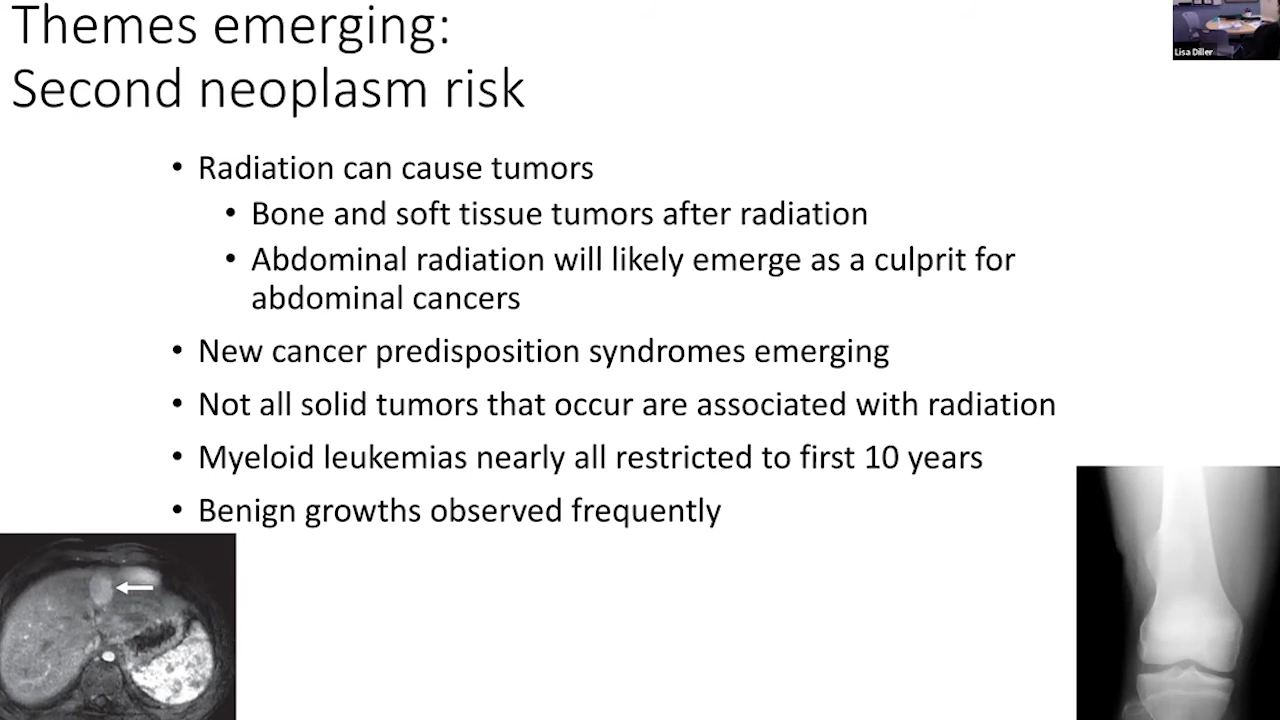 Themes emerging:
Second neoplasm risk
Lisa Diller
• Radiation can cause tumors
• Bone and soft tissue tumors after radiation
• Abdominal radiation will likely emerge as a culprit for
abdominal cancers
• New cancer predisposition syndromes emerging
• Not all solid tumors that occur are associated with radiation
• Myeloid leukemias nearly all restricted to first 10 years
• Benign growths observed frequently